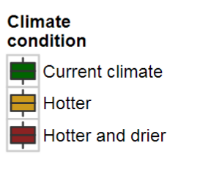 Climate
condition
Current climate
Hotter
Hotter and drier